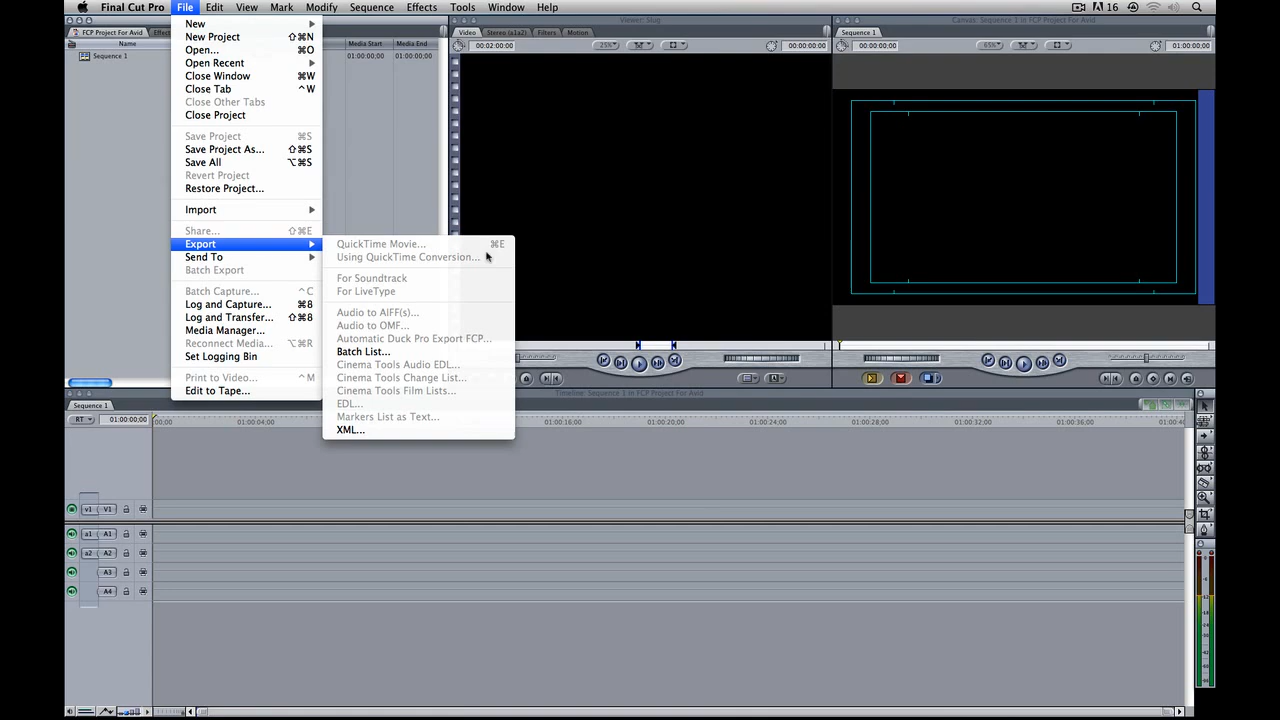 Final Cut Pro File Edit View Mark Modify Sequence Effects Tools Window Help 16
FCP Project For Avid Effec
Name Media Start Media End
Sequence 1 01:00:00;00 01:00:00;00
New
New Project ⇧⌘N
Open... ⌘O
Open Recent
Close Window ⌘W
Close Tab ^W
Close Other Tabs
Close Project
Save Project ⌘S
Save Project As... ⇧⌘S
Save All ⌥⌘S
Revert Project
Restore Project...
Import
Share... ⇧⌘E
Export
Send To
Batch Export
Batch Capture... ^C
Log and Capture... ⌘8
Log and Transfer... ⇧⌘8
Media Manager...
Reconnect Media... ⌥⌘R
Set Logging Bin
Print to Video... ^M
Edit to Tape...
QuickTime Movie... ⌘E
Using QuickTime Conversion...
For Soundtrack
For LiveType
Audio to AIFF(s)...
Audio to OMF...
Automatic Duck Pro Export FCP...
Batch List...
Cinema Tools Audio EDL...
Cinema Tools Change List...
Cinema Tools Film Lists...
EDL...
Markers List as Text...
XML...
Viewer: Slug
Video Stereo (a1a2) Filters Motion
00:02:00;00 25% 00:00:00;00
Canvas: Sequence 1 in FCP Project For Avid
Sequence 1
00:00:00;00 65% 01:00:00;00
Timeline: Sequence 1 in FCP Project For Avid
Sequence 1
RT 01:00:00;00 00;00 01:00:04;00 01:00:16;00 01:00:20;00 01:00:24;00 01:00:28;00 01:00:32;00 01:00:36;00 01:00:40
v1 V1
a1 A1
a2 A2
A3
A4